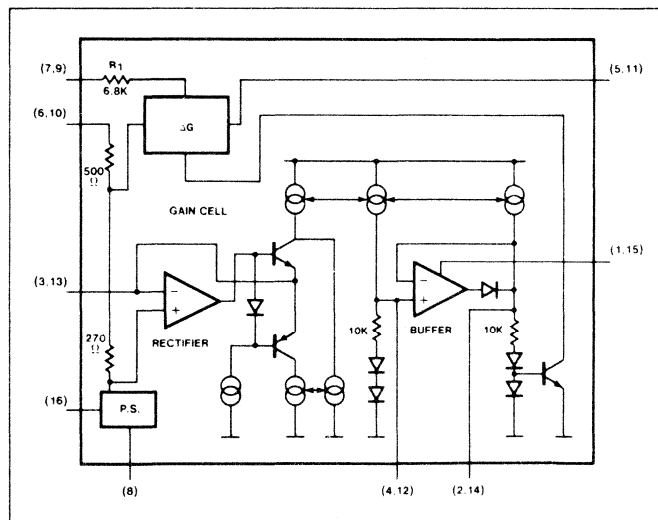 (7,9)
R1
6.8K
(5,11)
(6,10)
ΔG
500
Ω
GAIN CELL
(1,15)
(3,13)
−
+
−
+
10K
BUFFER
10K
RECTIFIER
270
Ω
(16)
P.S.
(8)
(4,12)
(2,14)